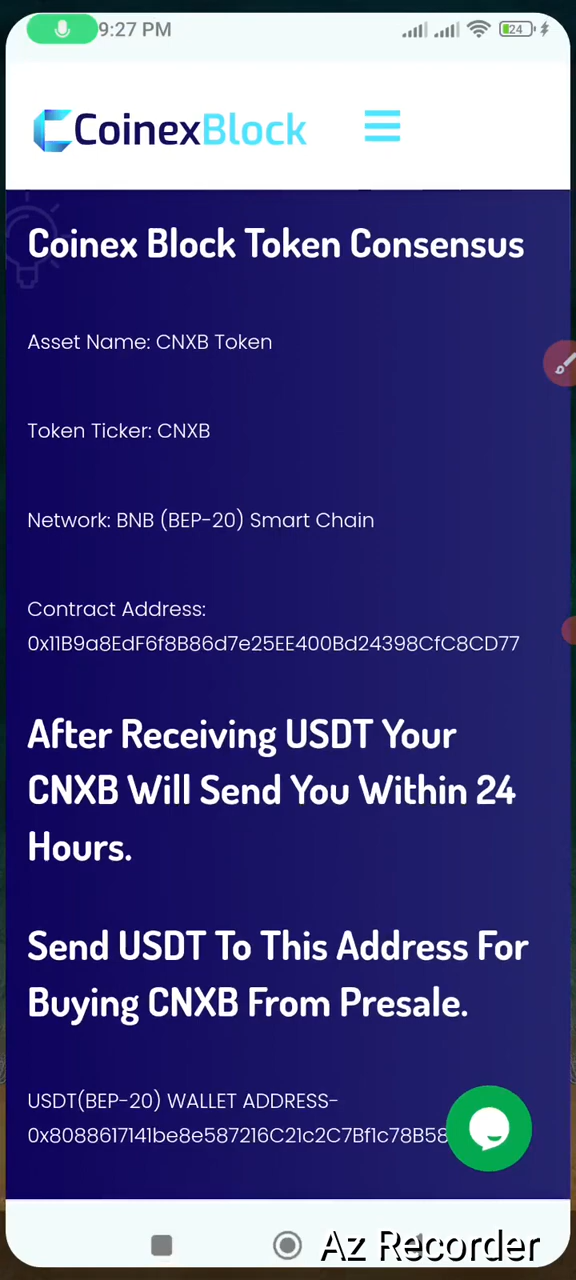 9:27 PM
24
CoinexBlock
Coinex Block Token Consensus
Asset Name: CNXB Token
Token Ticker: CNXB
Network: BNB (BEP-20) Smart Chain
Contract Address:
0x11B9a8EdF6f8B86d7e25EE400Bd24398CfC8CD77
After Receiving USDT Your
CNXB Will Send You Within 24
Hours.
Send USDT To This Address For
Buying CNXB From Presale.
USDT(BEP-20) WALLET ADDRESS-
0x8088617141be8e587216C21c2C7Bf1c78B58
Az Recorder